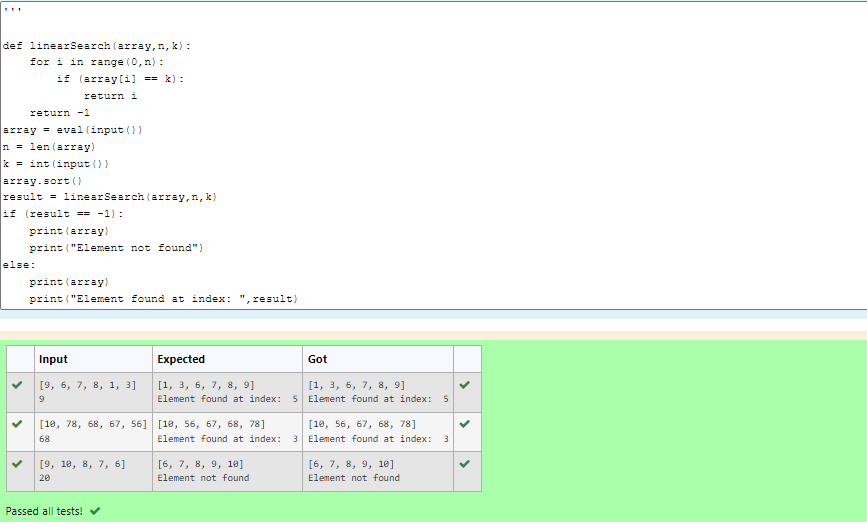 '''
def linearSearch(array,n,k):
    for i in range(0,n):
        if (array[i] == k):
            return i
    return -1
array = eval(input())
n = len(array)
k = int(input())
array.sort()
result = linearSearch(array,n,k)
if (result == -1):
    print(array)
    print("Element not found")
else:
    print(array)
    print("Element found at index: ",result)
Input Expected Got
[9, 6, 7, 8, 1, 3] [1, 3, 6, 7, 8, 9] [1, 3, 6, 7, 8, 9]
9 Element found at index:  5 Element found at index:  5
[10, 78, 68, 67, 56] [10, 56, 67, 68, 78] [10, 56, 67, 68, 78]
68 Element found at index:  3 Element found at index:  3
[9, 10, 8, 7, 6] [6, 7, 8, 9, 10] [6, 7, 8, 9, 10]
20 Element not found Element not found
Passed all tests!